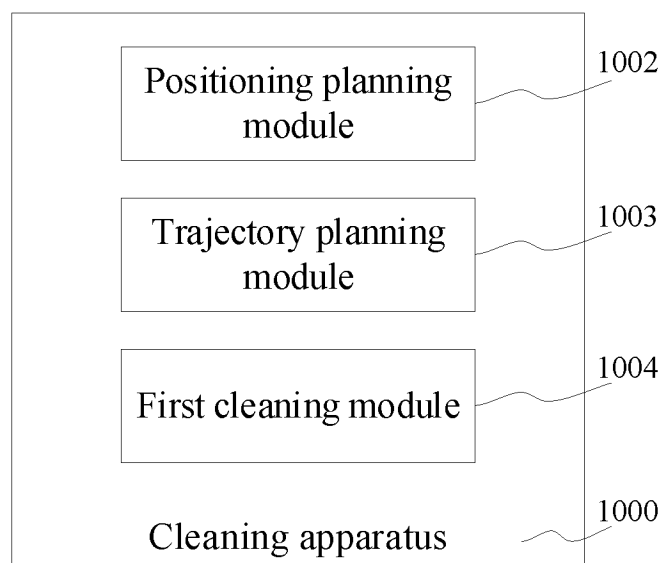 Positioning planning
module
1002
Trajectory planning
module
1003
First cleaning module
1004
Cleaning apparatus
1000